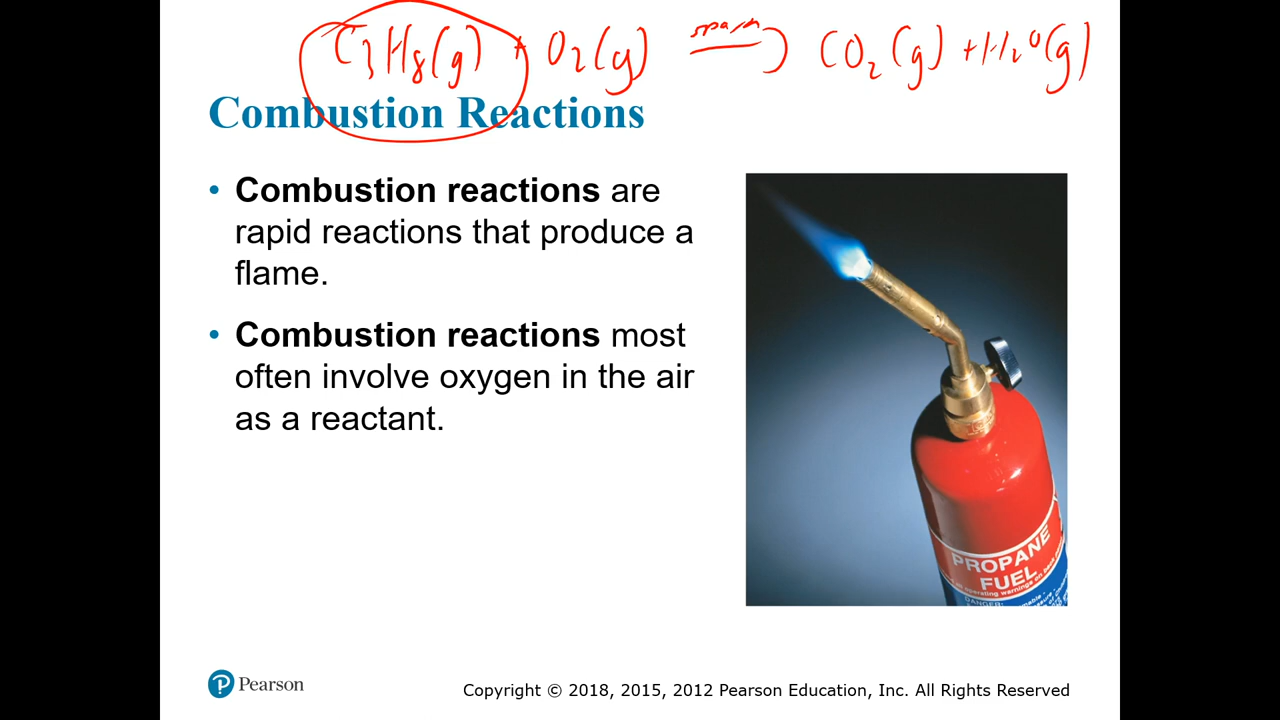 C3H8(g) + O2(g) spark → CO2(g) + H2O(g)
Combustion Reactions
• Combustion reactions are
rapid reactions that produce a
flame.
• Combustion reactions most
often involve oxygen in the air
as a reactant.
PROPANE
FUEL
DANGER:
Pearson
Copyright © 2018, 2015, 2012 Pearson Education, Inc. All Rights Reserved